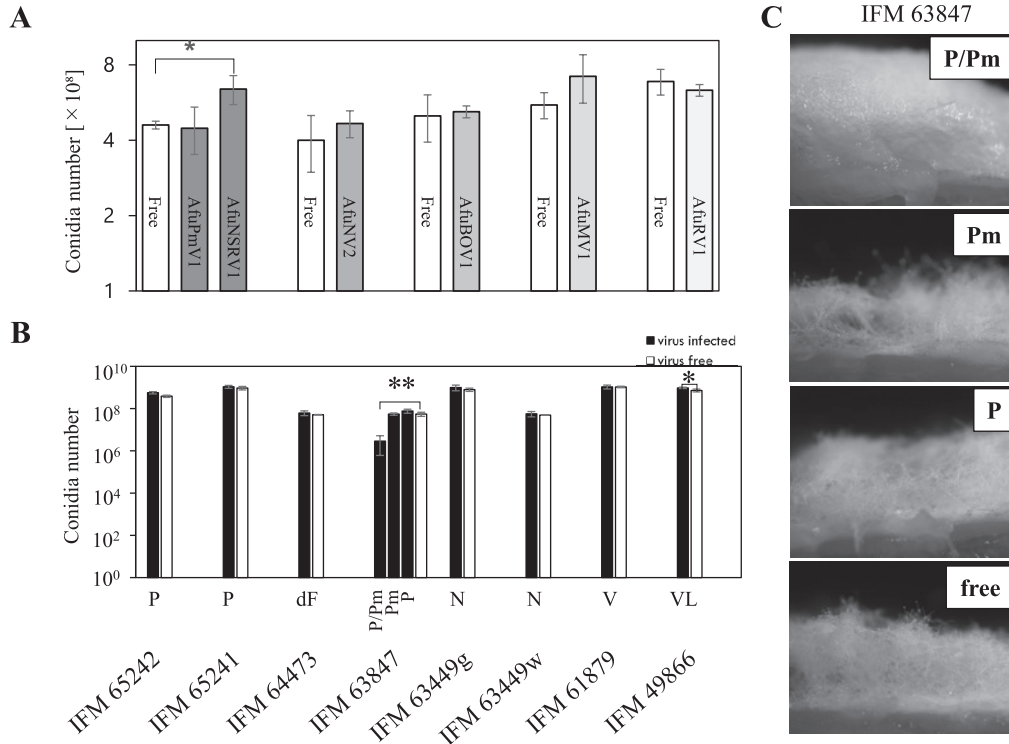 A
Conidia number [×10⁸]
8
4
2
1
*
Free
AfuPmV1
AfuNSRV1
Free
AfuNV2
Free
AfuBOV1
Free
AfuMV1
Free
AfuRV1
B
virus infected
virus free
Conidia number
10¹⁰
10⁸
10⁶
10⁴
10²
10⁰
**
*
P
P
dF
P/Pm
Pm
P
N
N
V
VL
IFM 65242
IFM 65241
IFM 64473
IFM 63847
IFM 63449g
IFM 63449w
IFM 61879
IFM 49866
C
IFM 63847
P/Pm
Pm
P
free